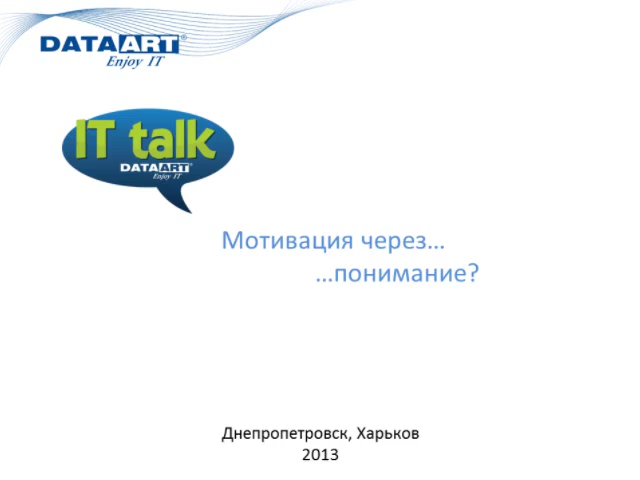 DATAART®
Enjoy IT
IT talk
DATAART®
Enjoy IT
Мотивация через…
…понимание?
Днепропетровск, Харьков
2013